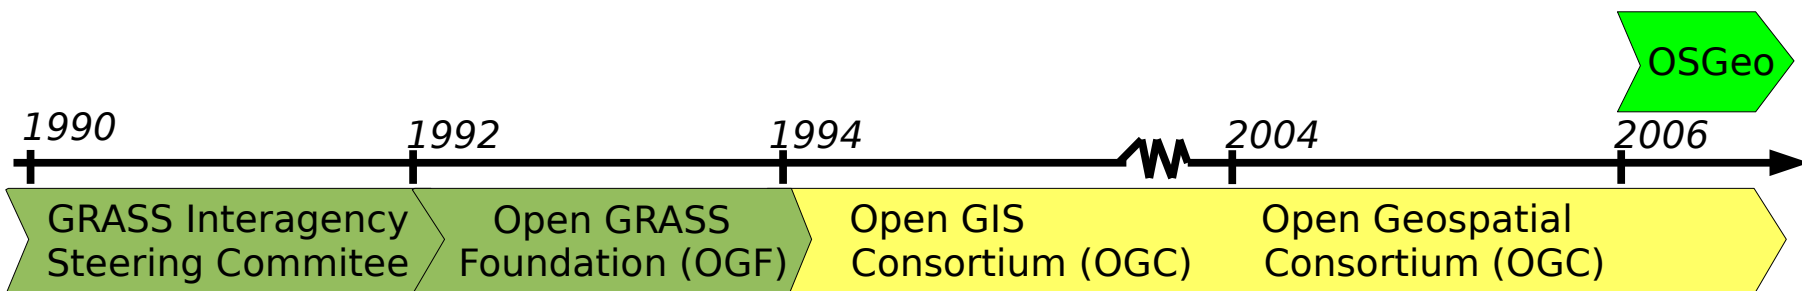 OSGeo
1990
1992
1994
2004
2006
GRASS Interagency
Steering Commitee
Open GRASS
Foundation (OGF)
Open GIS
Consortium (OGC)
Open Geospatial
Consortium (OGC)